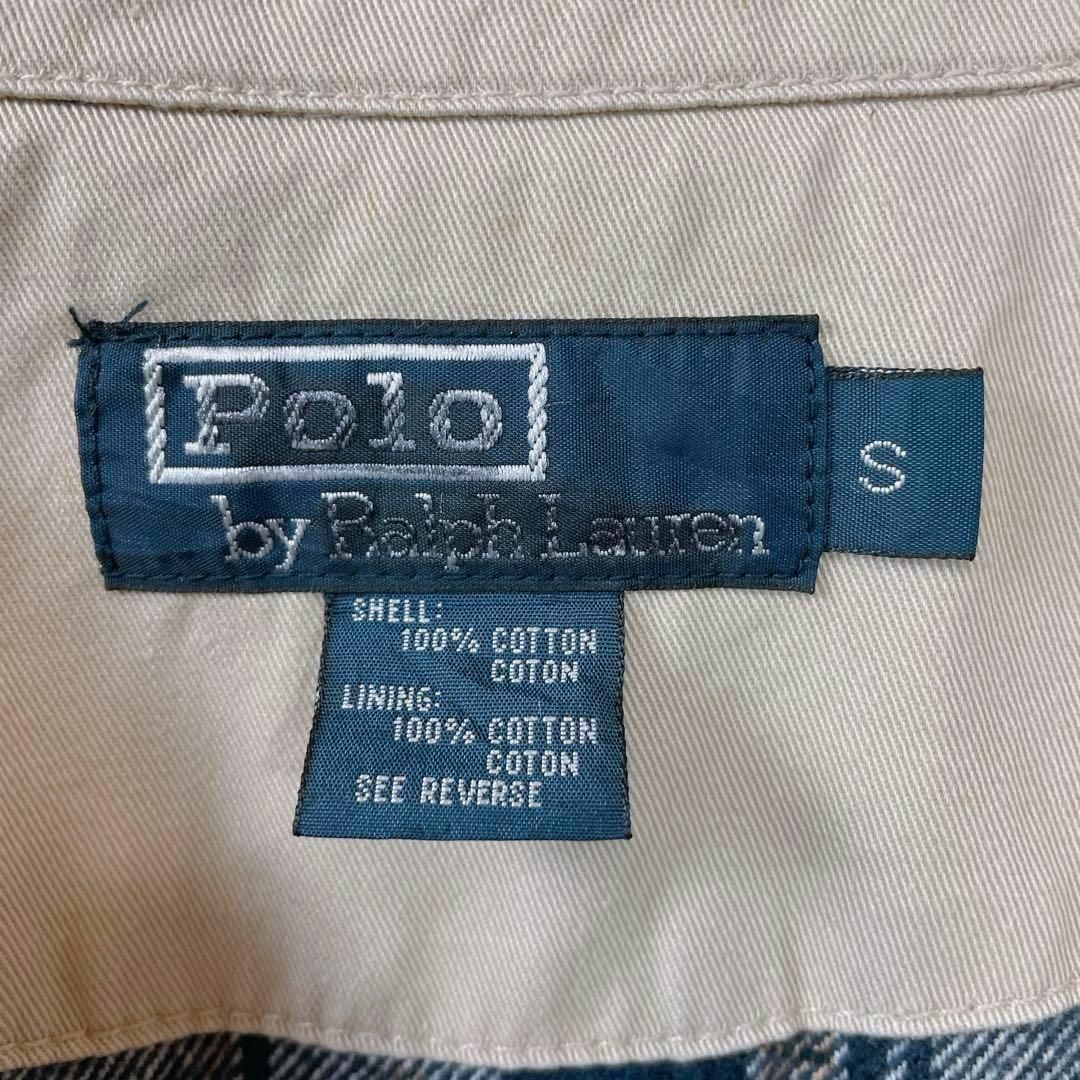 Polo
by Ralph Lauren
S
SHELL:
100% COTTON
COTON
LINING:
100% COTTON
COTON
SEE REVERSE